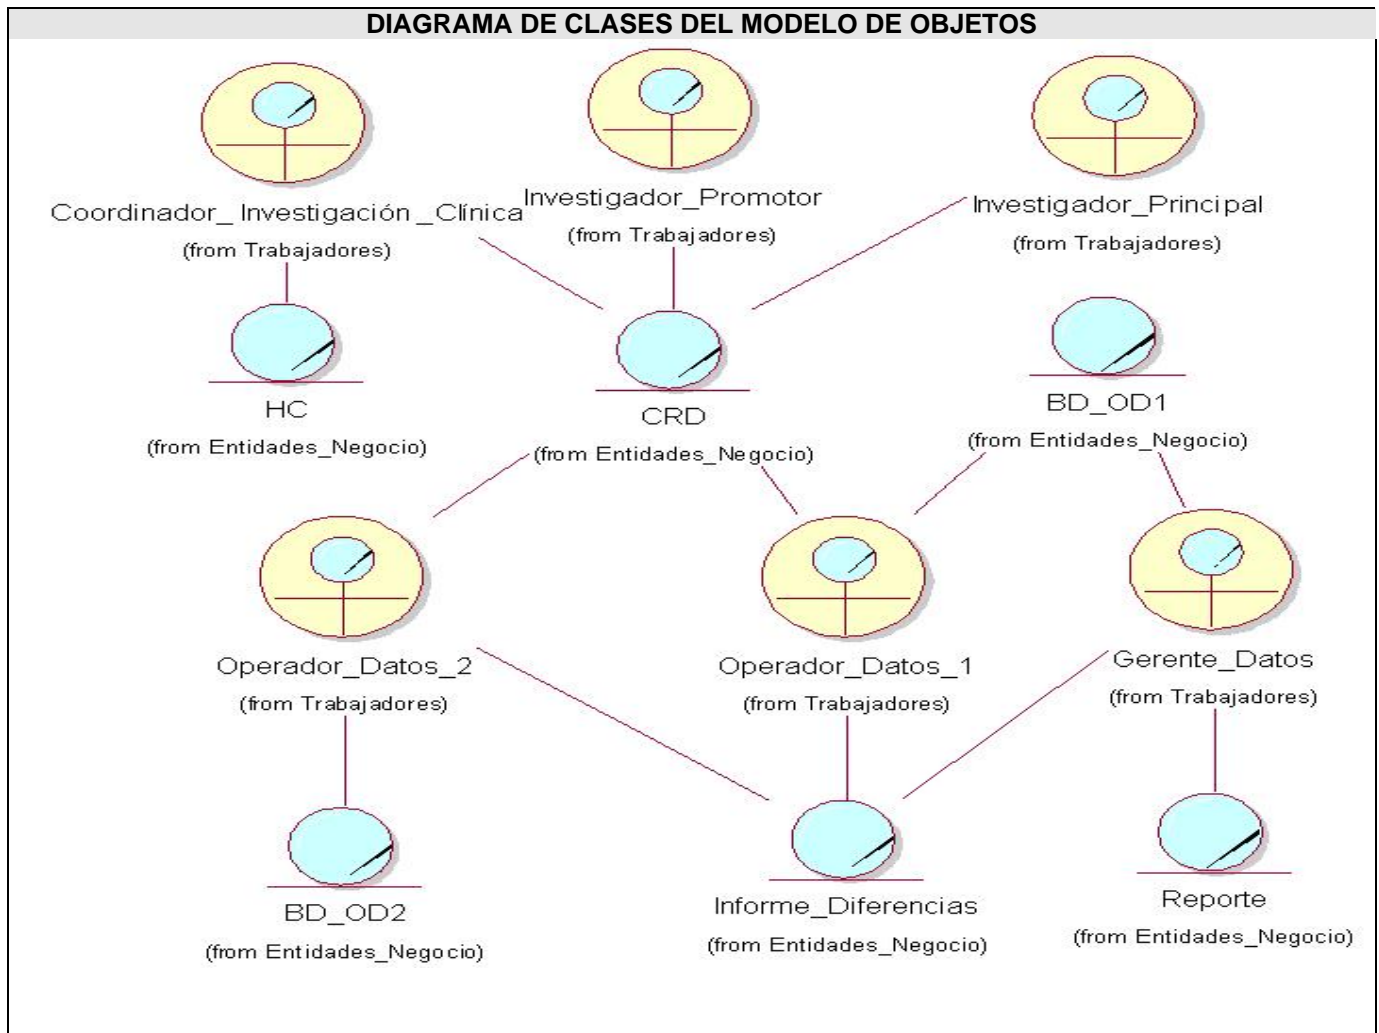 DIAGRAMA DE CLASES DEL MODELO DE OBJETOS
Coordinador_ Investigación _Clínica
(from Trabajadores)
Investigador_Promotor
(from Trabajadores)
Investigador_Principal
(from Trabajadores)
HC
(from Entidades_Negocio)
CRD
(from Entidades_Negocio)
BD_OD1
(from Entidades_Negocio)
Operador_Datos_2
(from Trabajadores)
Operador_Datos_1
(from Trabajadores)
Gerente_Datos
(from Trabajadores)
BD_OD2
(from Entidades_Negocio)
Informe_Diferencias
(from Entidades_Negocio)
Reporte
(from Entidades_Negocio)